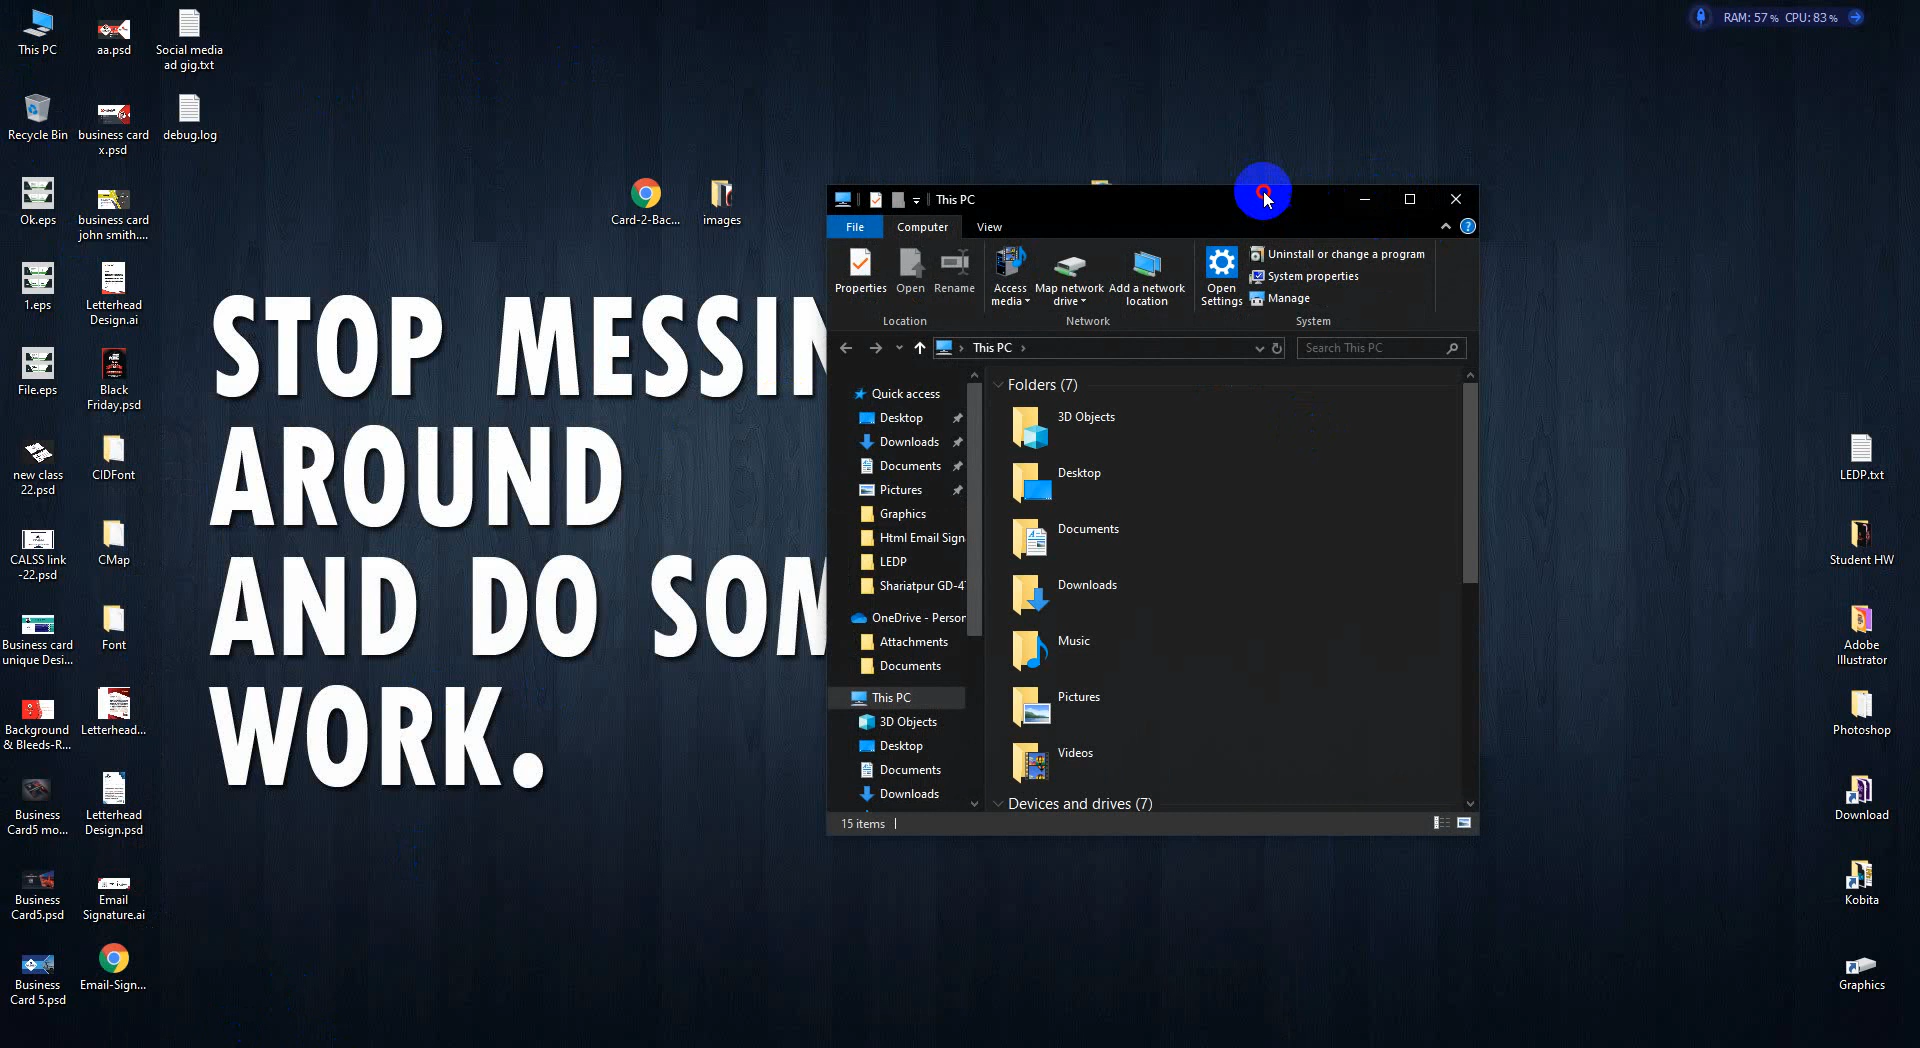 This PC
aa.psd
Social media
ad gig.txt
RAM: 57 % CPU: 83 %
Recycle Bin
business card
x.psd
debug.log
Ok.eps
business card
john smith....
Card-2-Bac...
images
1.eps
Letterhead
Design.ai
File.eps
Black
Friday.psd
new class
22.psd
CIDFont
CALSS link
-22.psd
CMap
Business card
unique Desi...
Font
Background
& Bleeds-R...
Letterhead...
Business
Card5 mo...
Letterhead
Design.psd
Business
Card5.psd
Email
Signature.ai
Business
Card 5.psd
Email-Sign...
STOP MESSIN
AROUND
AND DO SOM
WORK.
This PC
File
Computer
View
Properties
Open
Rename
Access
media
Map network
drive
Add a network
location
Open
Settings
Uninstall or change a program
System properties
Manage
Location
Network
System
This PC
Search This PC
Quick access
Desktop
Downloads
Documents
Pictures
Graphics
Html Email Sign
LEDP
Shariatpur GD-4
OneDrive - Person
Attachments
Documents
This PC
3D Objects
Desktop
Documents
Downloads
Folders (7)
3D Objects
Desktop
Documents
Downloads
Music
Pictures
Videos
Devices and drives (7)
15 items
LEDP.txt
Student HW
Adobe
Illustrator
Photoshop
Download
Kobita
Graphics